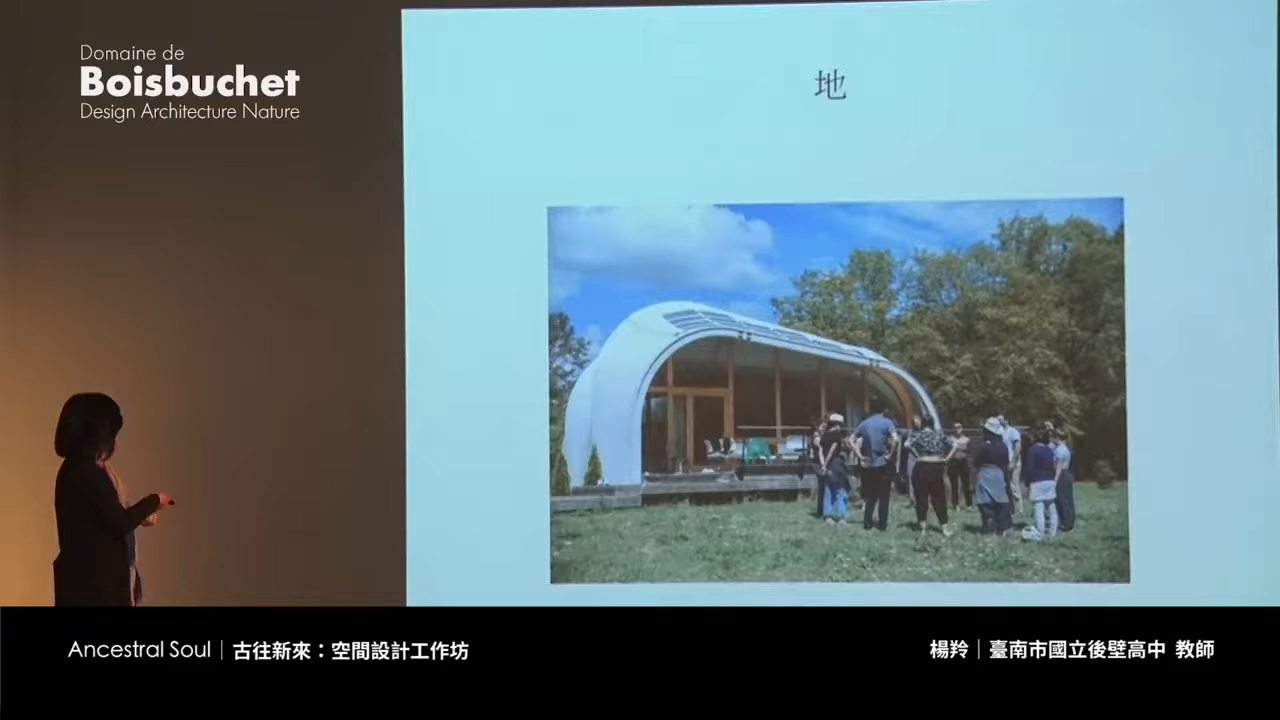 Domaine de
Boisbuchet
Design Architecture Nature
地
Ancestral Soul｜古往新來：空間設計工作坊
楊羚｜臺南市國立後壁高中 教師